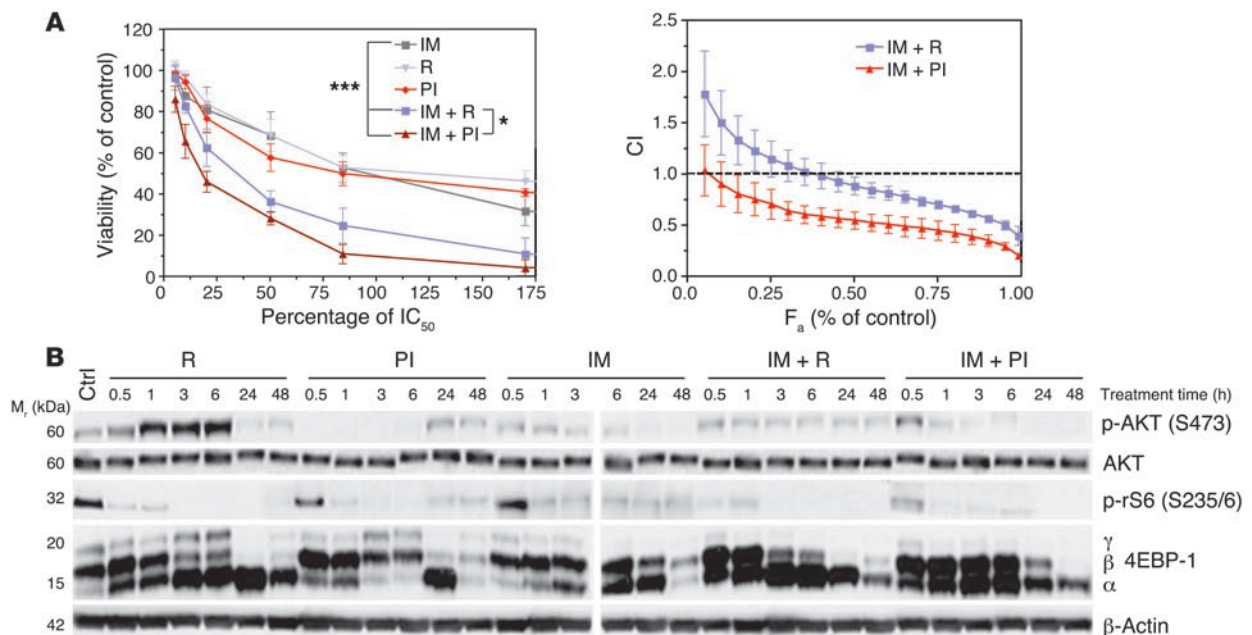 A
120
100
80
60
40
20
0
Viability (% of control)
0 25 50 75 100 125 150 175
Percentage of IC50
***
IM
R
PI
IM + R
IM + PI
*
2.5
2.0
1.5
1.0
0.5
0.0
CI
0.0 0.25 0.50 0.75 1.00
Fa (% of control)
IM + R
IM + PI
B
Ctrl R PI IM IM + R IM + PI
Mr (kDa) 0.5 1 3 6 24 48 0.5 1 3 6 24 48 0.5 1 3 6 24 48 0.5 1 3 6 24 48 0.5 1 3 6 24 48 Treatment time (h)
60 p-AKT (S473)
60 AKT
32 p-rS6 (S235/6)
20 γ
β 4EBP-1
15 α
42 β-Actin